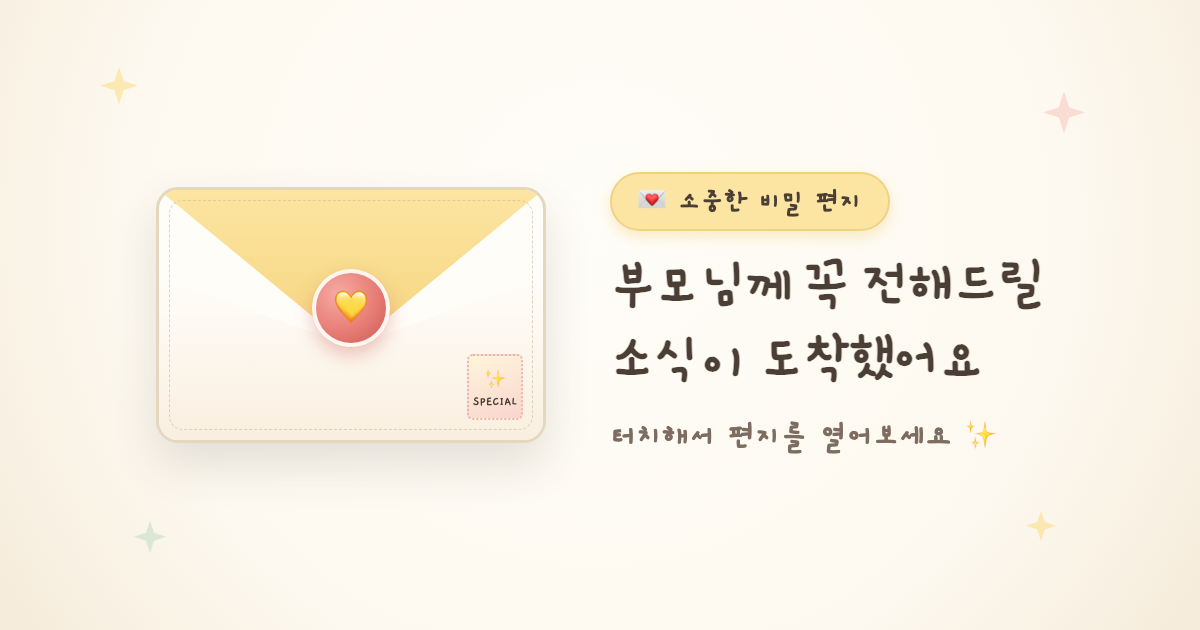 💌 소중한 비밀 편지
부모님께 꼭 전해드릴
소식이 도착했어요
터치해서 편지를 열어보세요 ✨
SPECIAL